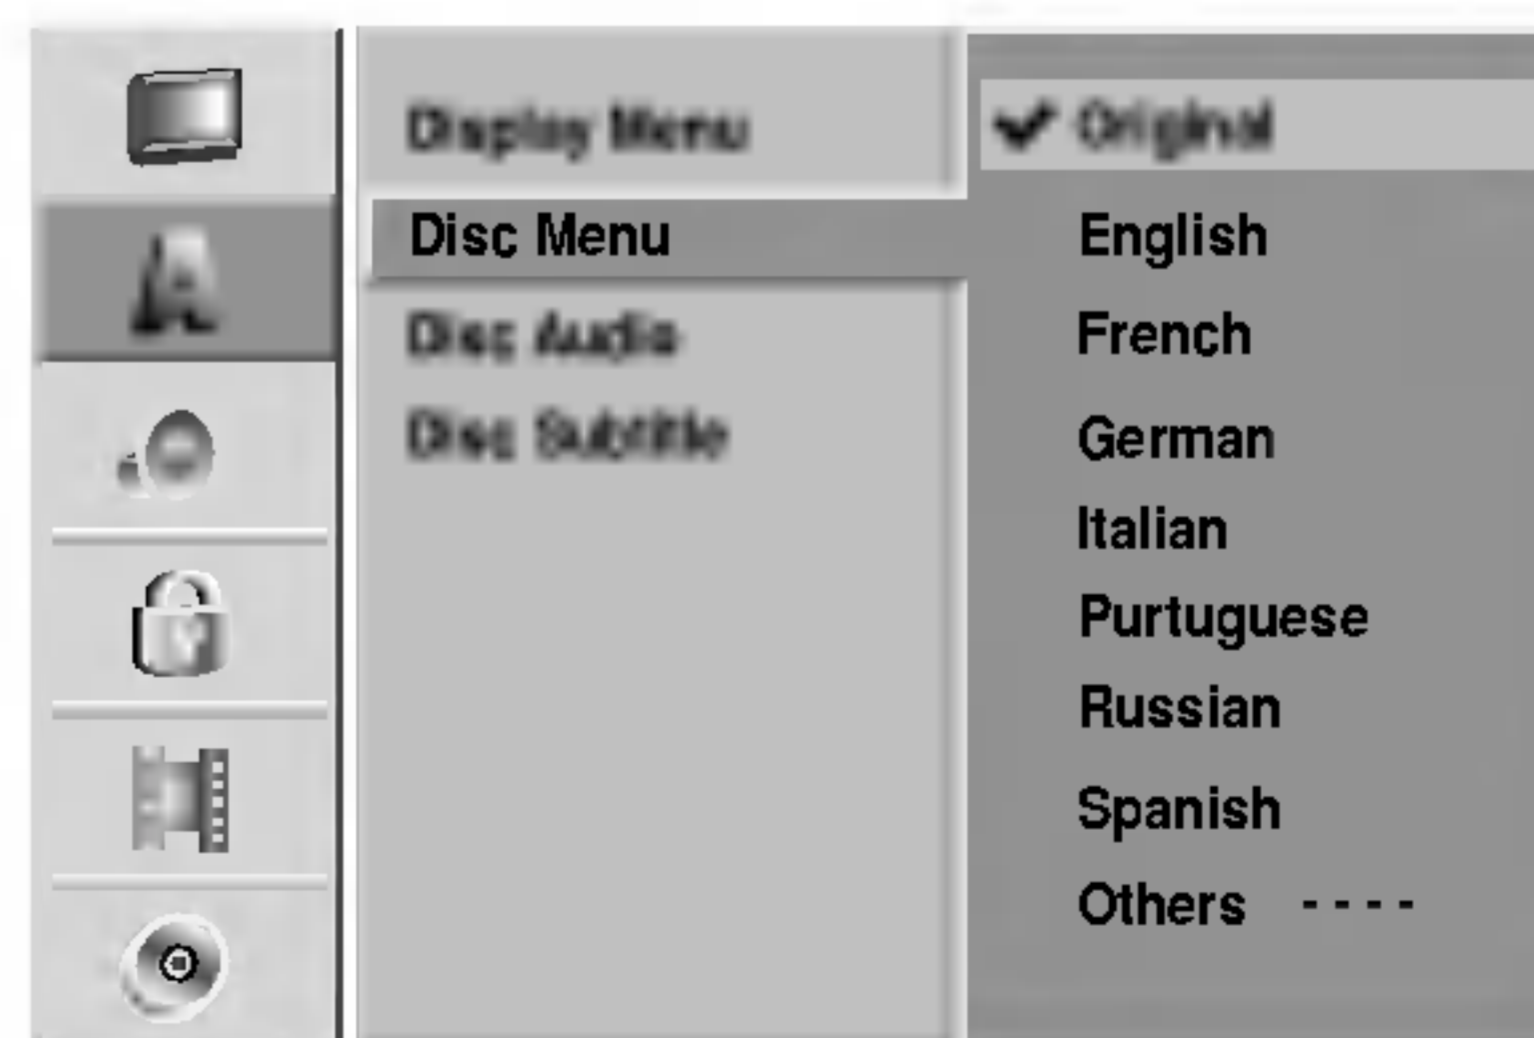 Display Menu
Disc Menu
Disc Audio
Disc Subtitle
Original
English
French
German
Italian
Purtuguese
Russian
Spanish
Others - - - -